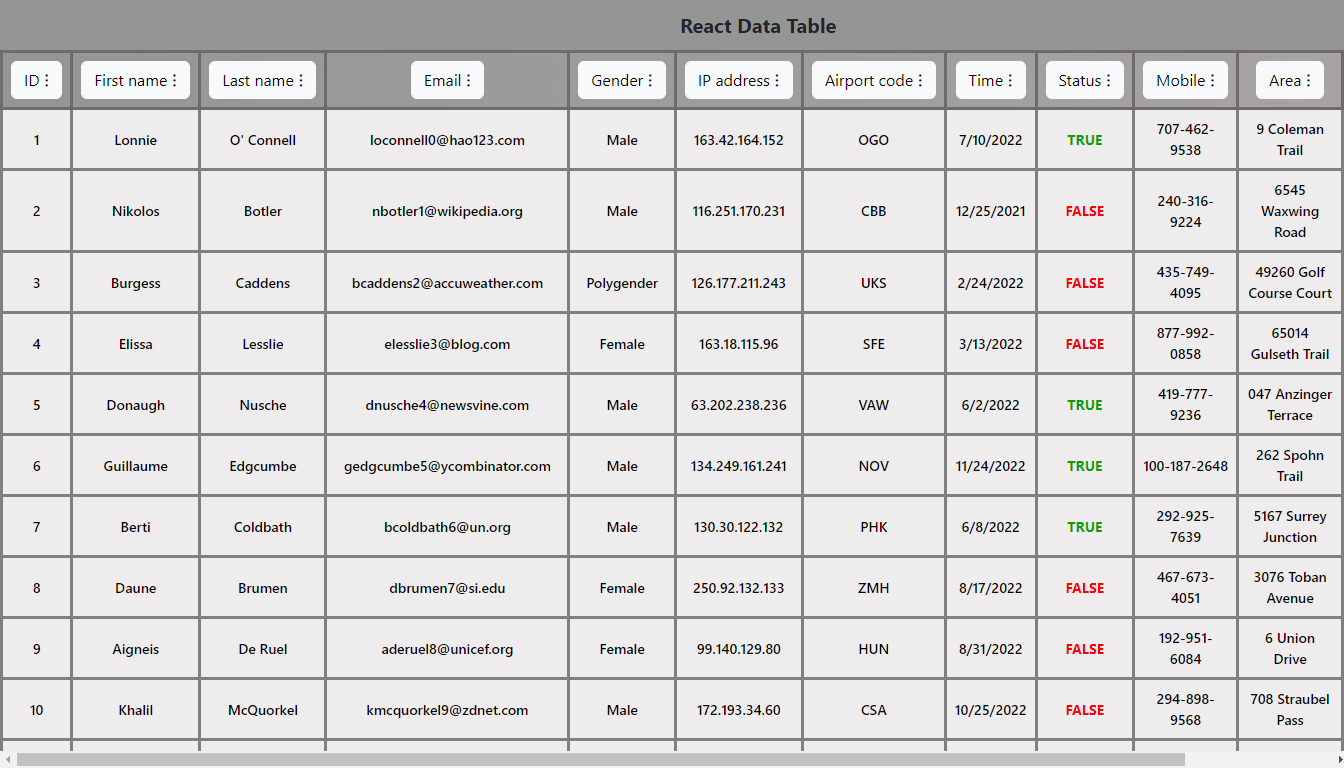 React Data Table
ID ⋮ First name ⋮ Last name ⋮ Email ⋮ Gender ⋮ IP address ⋮ Airport code ⋮ Time ⋮ Status ⋮ Mobile ⋮ Area ⋮
1 Lonnie O' Connell loconnell0@hao123.com Male 163.42.164.152 OGO 7/10/2022 TRUE 707-462-9538 9 Coleman Trail
2 Nikolos Botler nbotler1@wikipedia.org Male 116.251.170.231 CBB 12/25/2021 FALSE 240-316-9224 6545 Waxwing Road
3 Burgess Caddens bcaddens2@accuweather.com Polygender 126.177.211.243 UKS 2/24/2022 FALSE 435-749-4095 49260 Golf Course Court
4 Elissa Lesslie elesslie3@blog.com Female 163.18.115.96 SFE 3/13/2022 FALSE 877-992-0858 65014 Gulseth Trail
5 Donaugh Nusche dnusche4@newsvine.com Male 63.202.238.236 VAW 6/2/2022 TRUE 419-777-9236 047 Anzinger Terrace
6 Guillaume Edgcumbe gedgcumbe5@ycombinator.com Male 134.249.161.241 NOV 11/24/2022 TRUE 100-187-2648 262 Spohn Trail
7 Berti Coldbath bcoldbath6@un.org Male 130.30.122.132 PHK 6/8/2022 TRUE 292-925-7639 5167 Surrey Junction
8 Daune Brumen dbrumen7@si.edu Female 250.92.132.133 ZMH 8/17/2022 FALSE 467-673-4051 3076 Toban Avenue
9 Aigneis De Ruel aderuel8@unicef.org Female 99.140.129.80 HUN 8/31/2022 FALSE 192-951-6084 6 Union Drive
10 Khalil McQuorkel kmcquorkel9@zdnet.com Male 172.193.34.60 CSA 10/25/2022 FALSE 294-898-9568 708 Straubel Pass